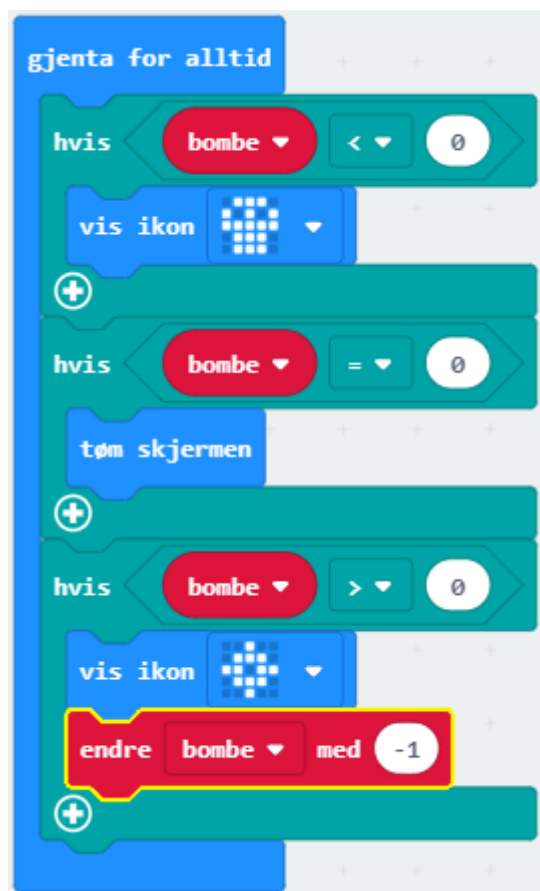 gjenta for alltid
hvis bombe < 0
vis ikon
hvis bombe = 0
tøm skjermen
hvis bombe > 0
vis ikon
endre bombe med -1